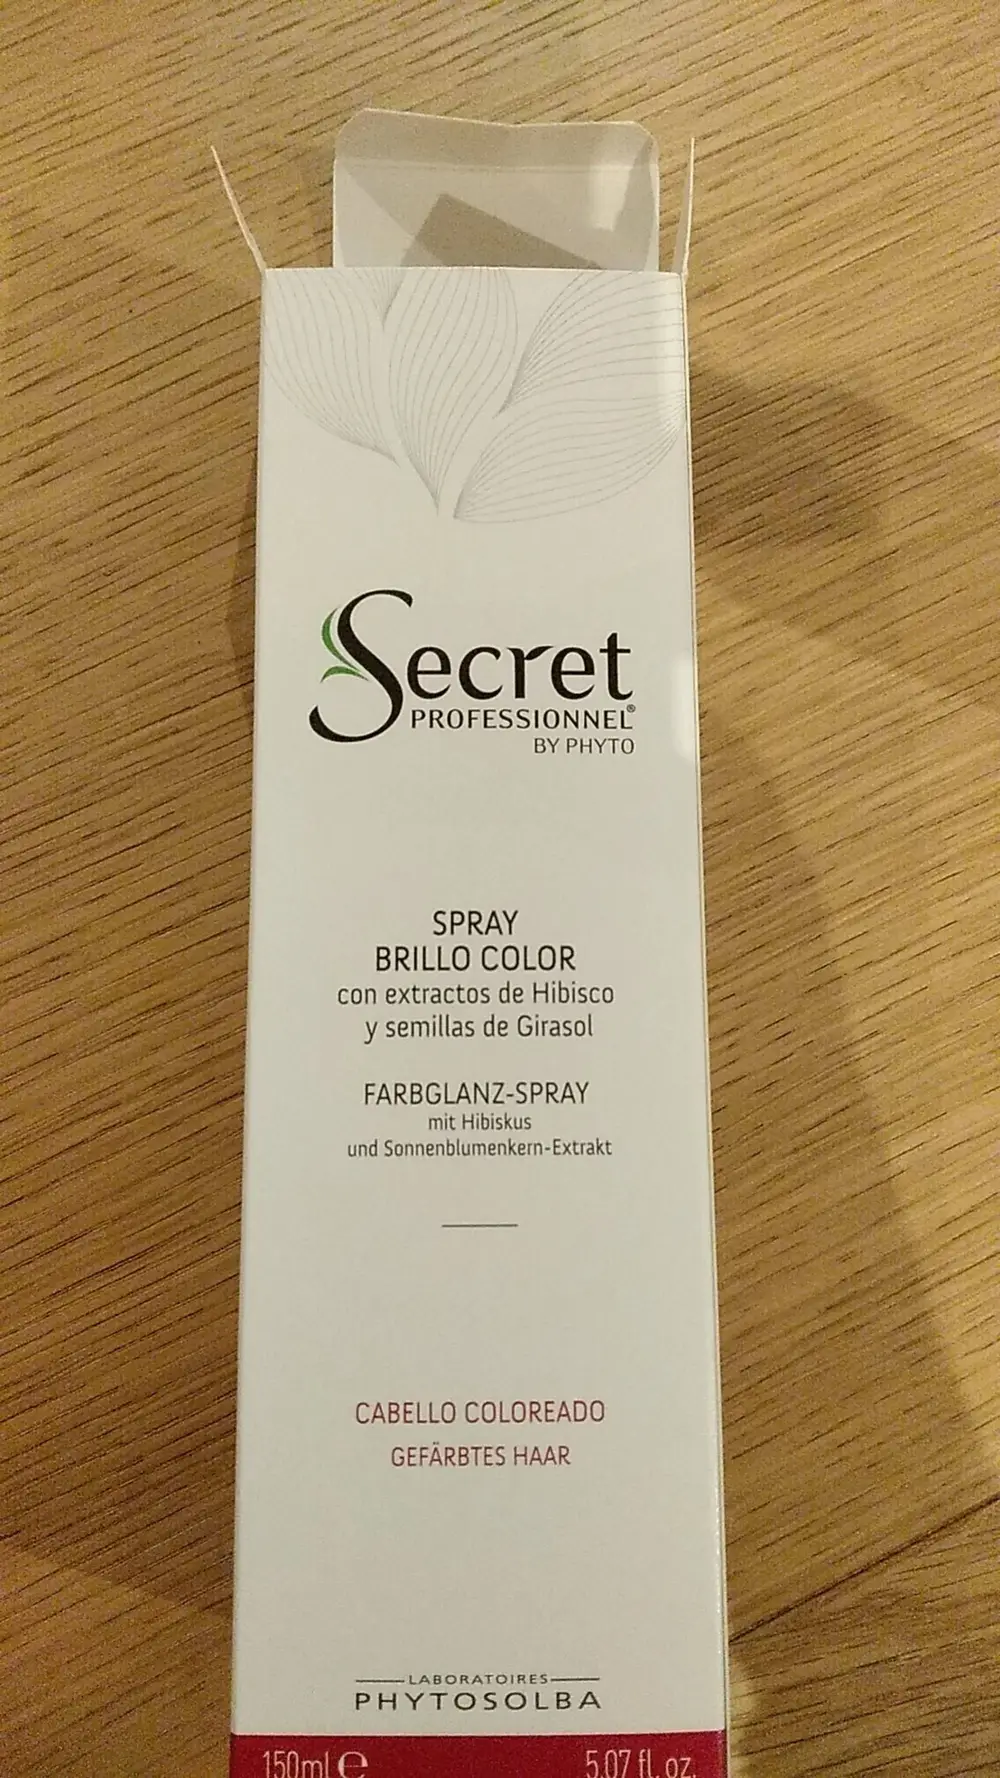 Secret
PROFESSIONNEL®
BY PHYTO
SPRAY
BRILLO COLOR
con extractos de Hibisco
y semillas de Girasol
FARBGLANZ-SPRAY
mit Hibiskus
und Sonnenblumenkern-Extrakt
CABELLO COLOREADO
GEFÄRBTES HAAR
LABORATOIRES
PHYTOSOLBA
150ml ℮ 5.07 fl. oz.